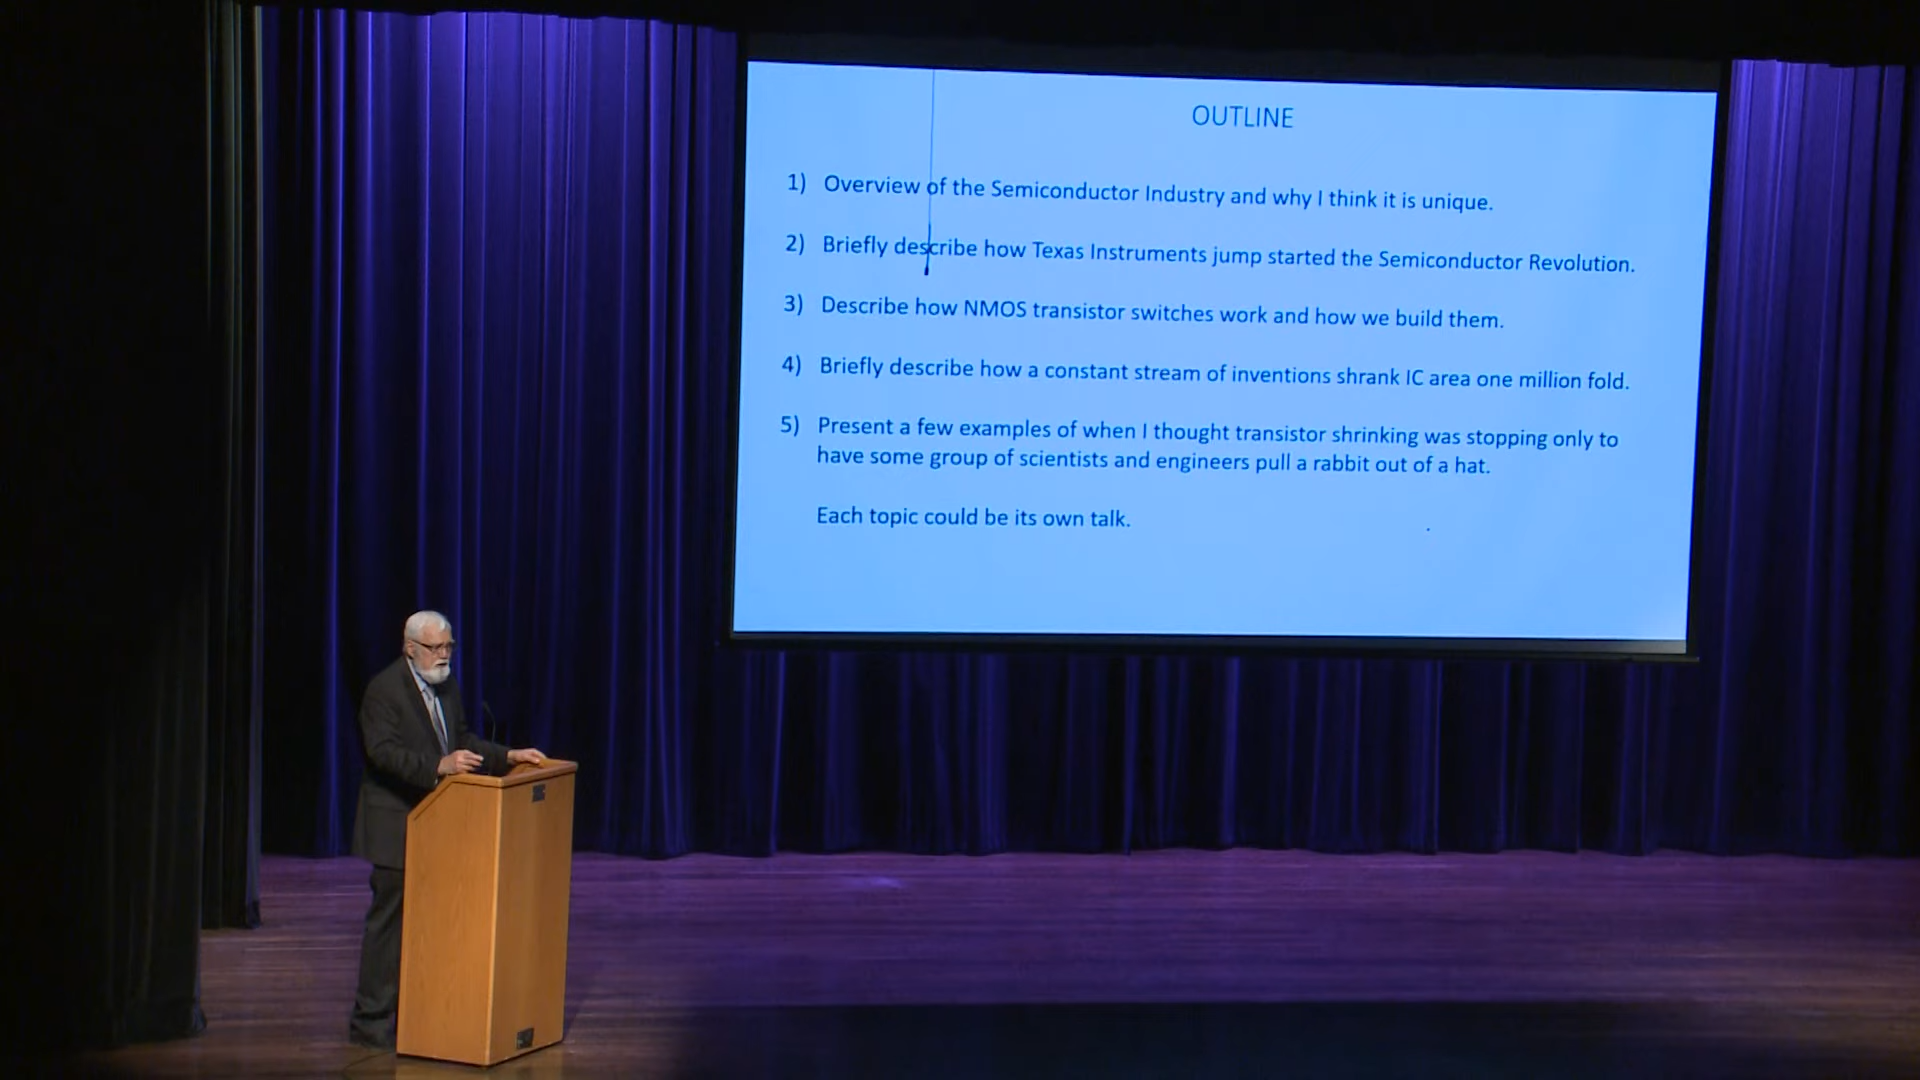 OUTLINE
1) Overview of the Semiconductor Industry and why I think it is unique.
2) Briefly describe how Texas Instruments jump started the Semiconductor Revolution.
3) Describe how NMOS transistor switches work and how we build them.
4) Briefly describe how a constant stream of inventions shrank IC area one million fold.
5) Present a few examples of when I thought transistor shrinking was stopping only to
have some group of scientists and engineers pull a rabbit out of a hat.
Each topic could be its own talk.